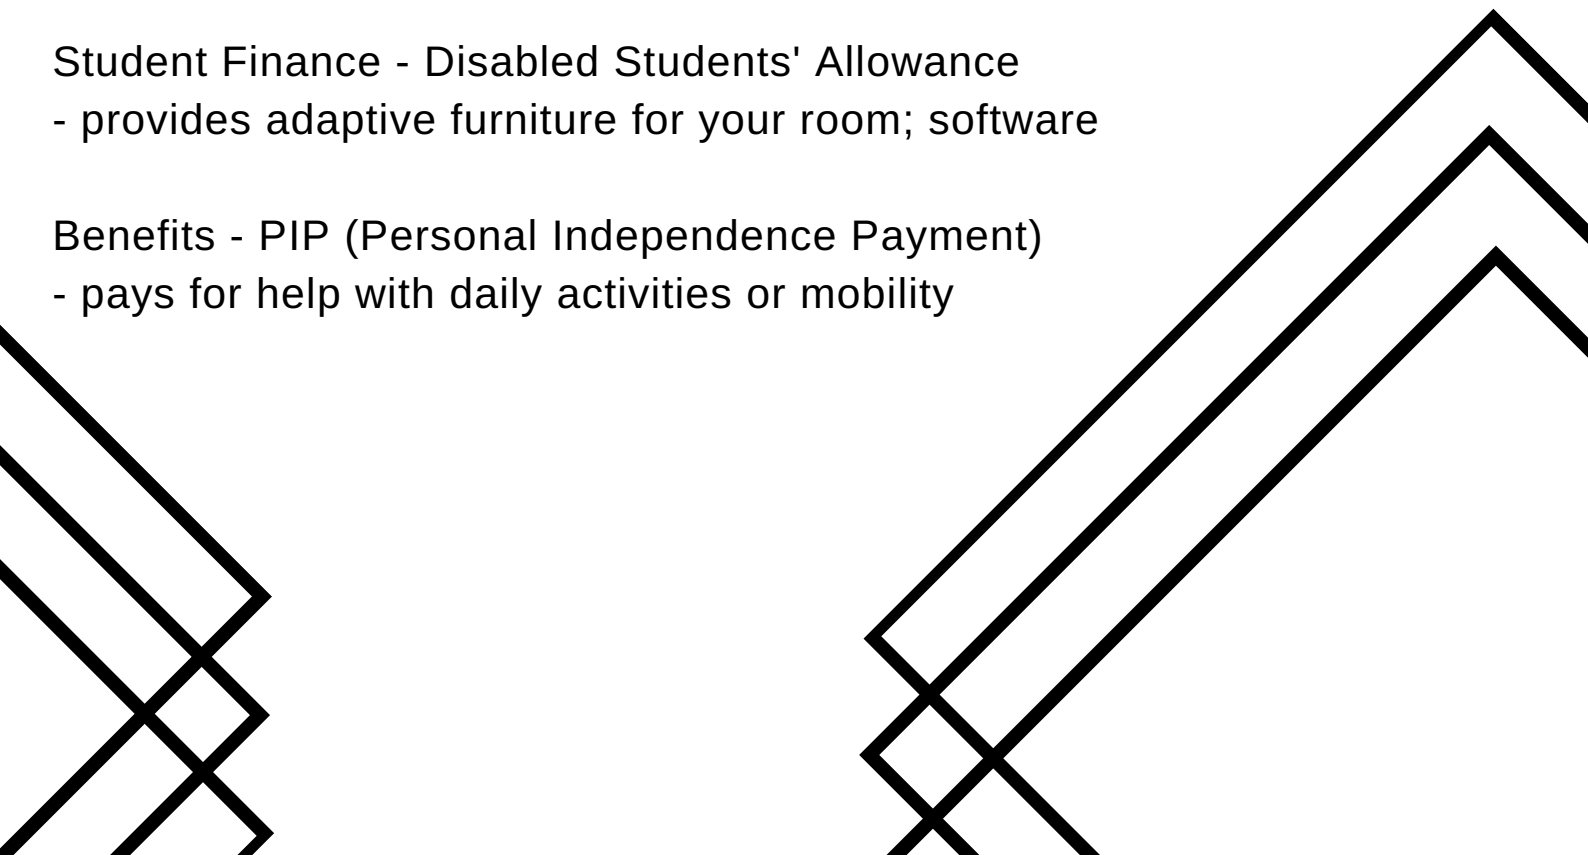 Student Finance - Disabled Students' Allowance
- provides adaptive furniture for your room; software
Benefits - PIP (Personal Independence Payment)
- pays for help with daily activities or mobility